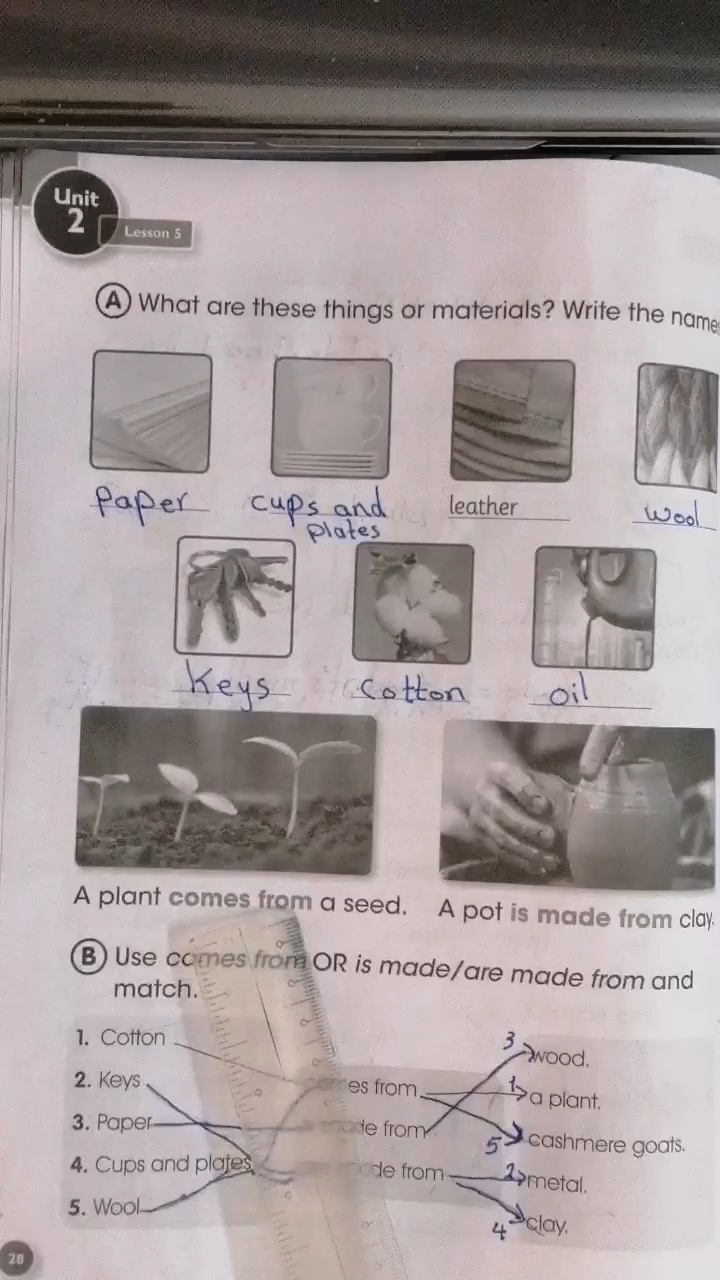 Unit
2
Lesson 5
A What are these things or materials? Write the name
Paper cups and leather wool
plates
Keys cotton oil
A plant comes from a seed. A pot is made from clay.
B Use comes from OR is made/are made from and
match.
1. Cotton
2. Keys
3. Paper
4. Cups and plates
5. Wool
from
from
from
3 wood.
1 a plant.
5 cashmere goats.
2 metal.
4 clay.
28